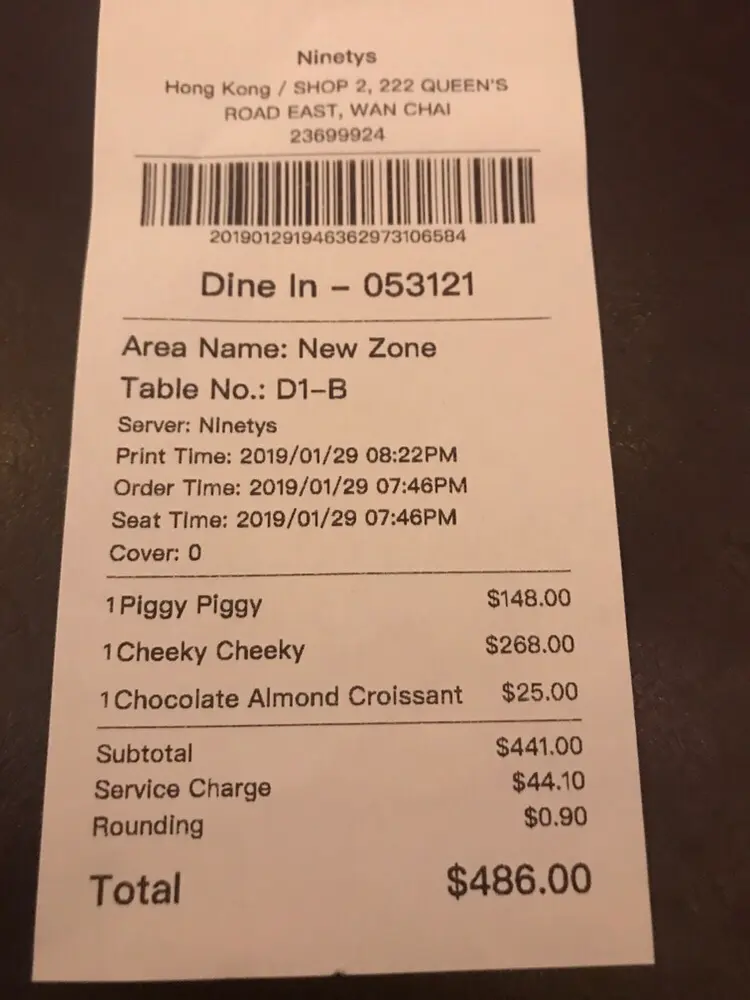 Ninetys
Hong Kong / SHOP 2, 222 QUEEN'S
ROAD EAST, WAN CHAI
23699924
201901291946362973106584
Dine In – 053121
Area Name: New Zone
Table No.: D1-B
Server: Ninetys
Print Time: 2019/01/29 08:22PM
Order Time: 2019/01/29 07:46PM
Seat Time: 2019/01/29 07:46PM
Cover: 0
1 Piggy Piggy $148.00
1 Cheeky Cheeky $268.00
1 Chocolate Almond Croissant $25.00
Subtotal $441.00
Service Charge $44.10
Rounding $0.90
Total $486.00